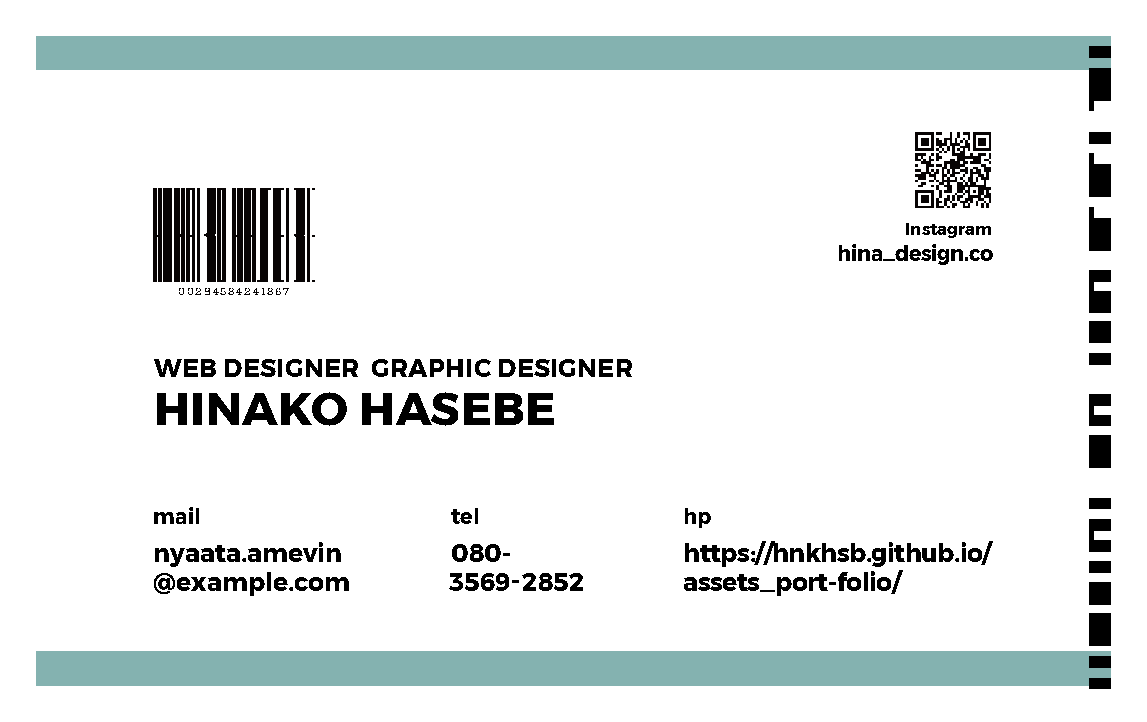 Instagram
hina_design.co
00294584241867
WEB DESIGNER GRAPHIC DESIGNER
HINAKO HASEBE
mail
nyaata.amevin
@example.com
tel
080-
3569-2852
hp
https://hnkhsb.github.io/
assets_port-folio/